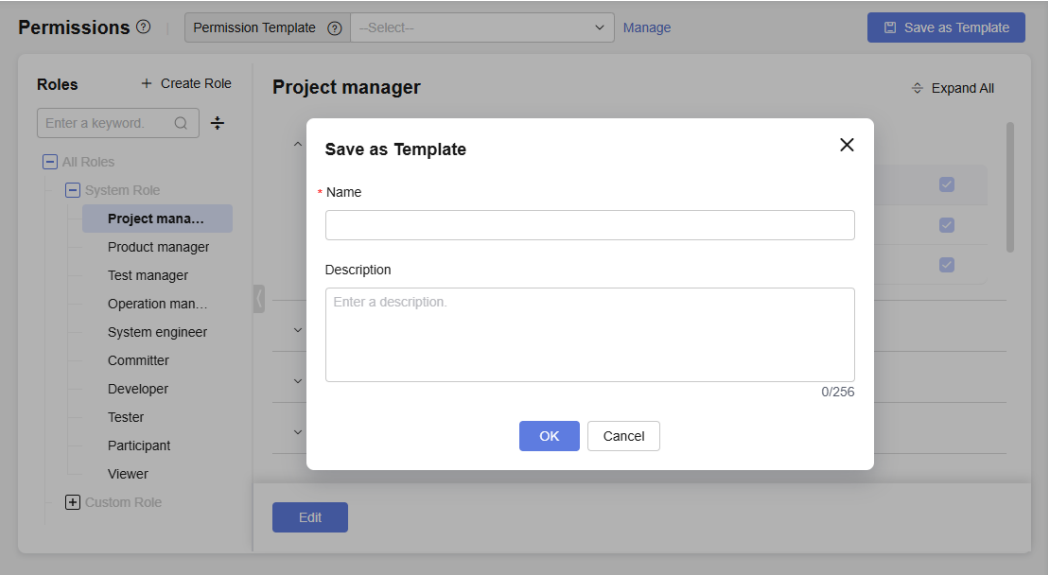 Permissions
Permission Template --Select-- Manage Save as Template
Roles + Create Role
Enter a keyword.
All Roles
System Role
Project mana...
Product manager
Test manager
Operation man...
System engineer
Committer
Developer
Tester
Participant
Viewer
Custom Role
Project manager Expand All
Save as Template
* Name
Description
Enter a description.
0/256
OK Cancel
Edit